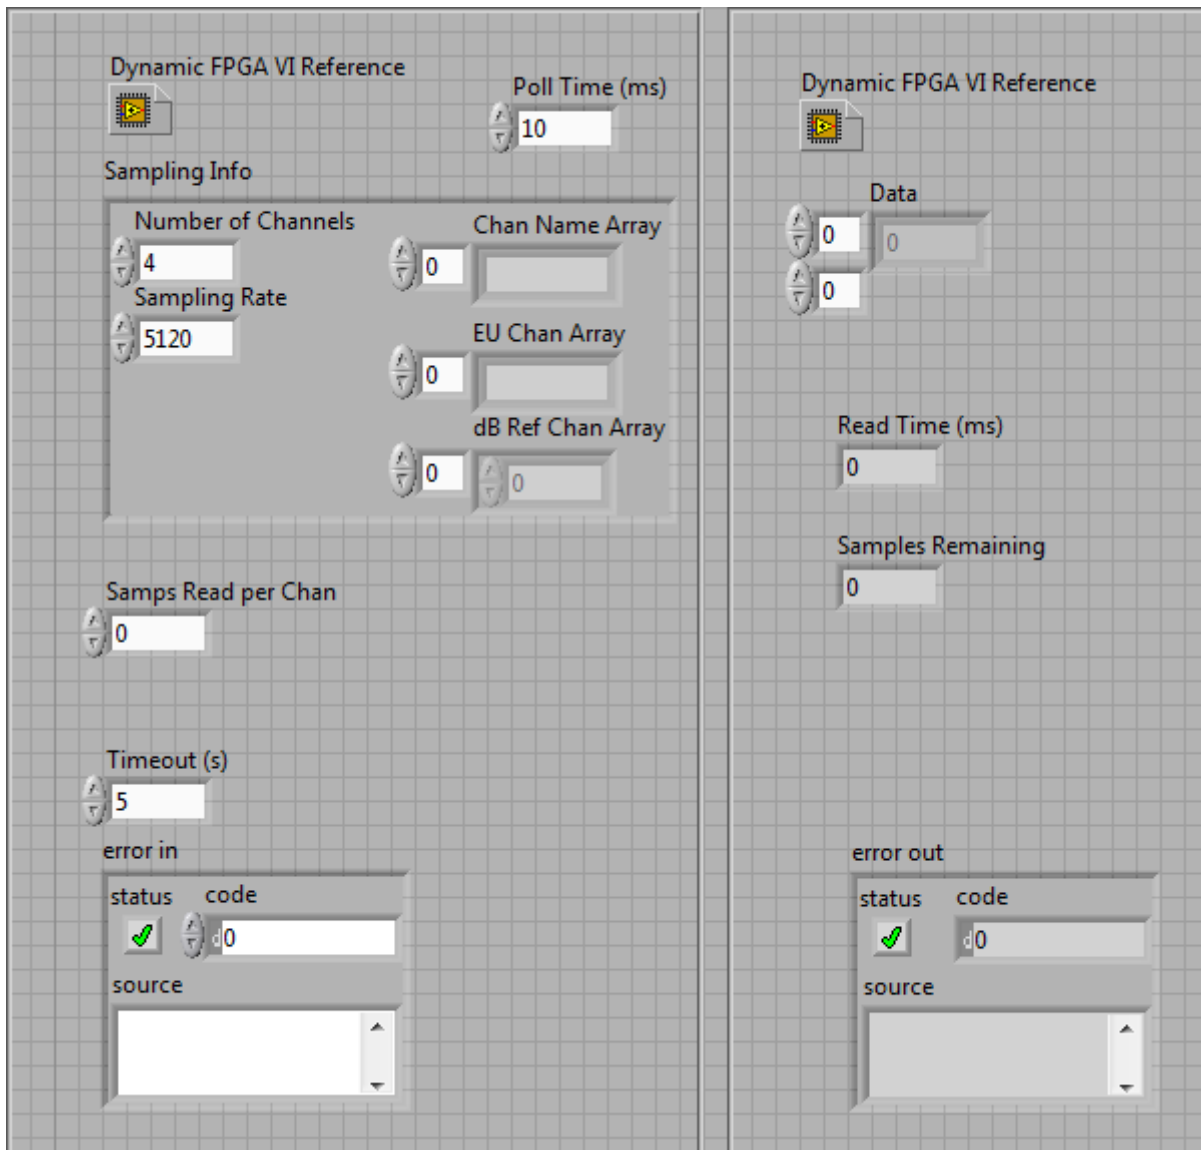 Dynamic FPGA VI Reference
Poll Time (ms)
10
Sampling Info
Number of Channels
4
Sampling Rate
5120
Chan Name Array
0
EU Chan Array
0
dB Ref Chan Array
0
0
Samps Read per Chan
0
Timeout (s)
5
error in
status code
d0
source
Dynamic FPGA VI Reference
Data
0
0
0
Read Time (ms)
0
Samples Remaining
0
error out
status code
d0
source